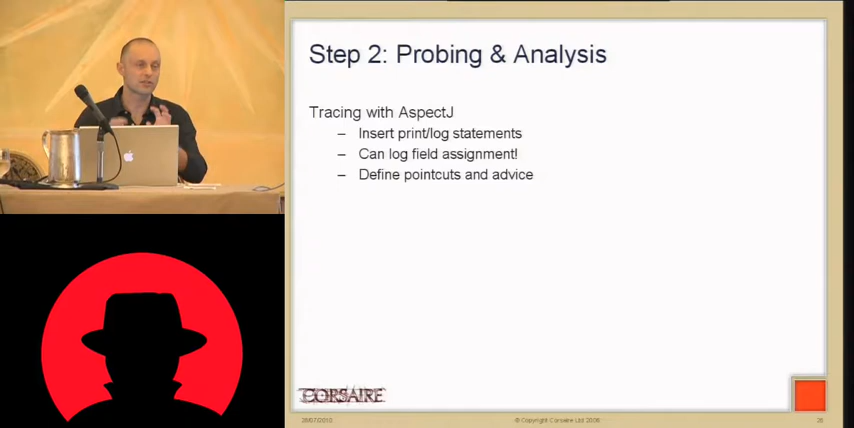 Step 2: Probing & Analysis
Tracing with AspectJ
– Insert print/log statements
– Can log field assignment!
– Define pointcuts and advice
CORSAIRE
© Copyright Corsaire Ltd 2006